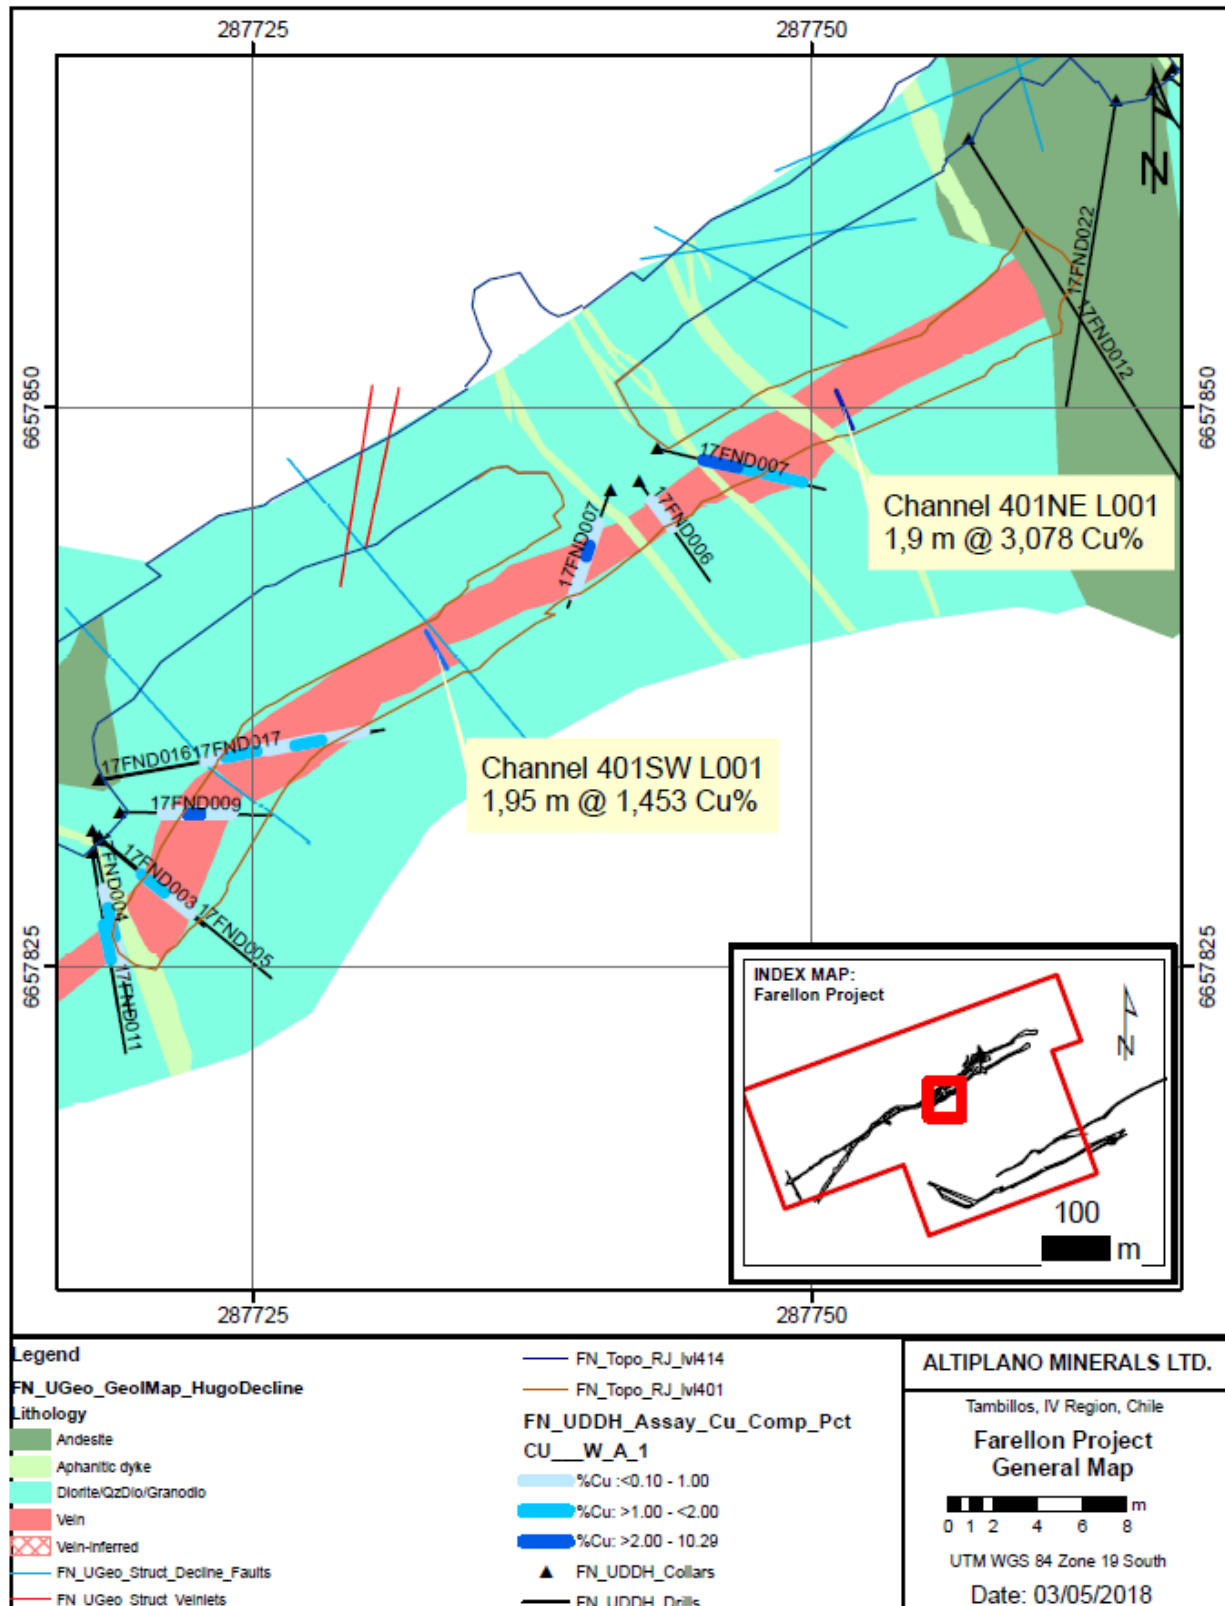 287725
287750
6657850
6657850
17FND022
17FND012
17FND007
17FND006
17FND007
Channel 401NE L001
1,9 m @ 3,078 Cu%
N
17FND01617FND017
17FND009
17FND003
17FND005
17FND004
17FND011
Channel 401SW L001
1,95 m @ 1,453 Cu%
6657825
6657825
INDEX MAP:
Farellon Project
N
100
m
287725
287750
Legend
FN_UGeo_GeolMap_HugoDecline
Lithology
Andesite
Aphanitic dyke
Diorite/QzDio/Granodio
Vein
Vein-inferred
FN_UGeo_Struct_Decline_Faults
FN_UGeo_Struct_Veinlets
FN_Topo_RJ_lvl414
FN_Topo_RJ_lvl401
FN_UDDH_Assay_Cu_Comp_Pct
CU___W_A_1
%Cu :<0.10 - 1.00
%Cu: >1.00 - <2.00
%Cu: >2.00 - 10.29
FN_UDDH_Collars
FN_UDDH_Drills
ALTIPLANO MINERALS LTD.
Tambillos, IV Region, Chile
Farellon Project
General Map
m
0 1 2 4 6 8
UTM WGS 84 Zone 19 South
Date: 03/05/2018